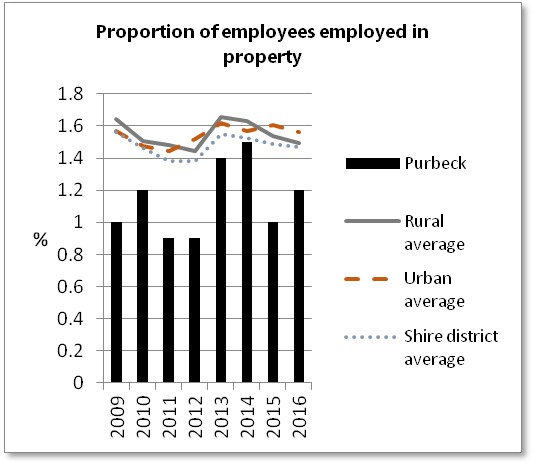 Proportion of employees employed in
property
1.8
1.6
1.4
1.2
1
0.8
0.6
0.4
0.2
0
%
2009
2010
2011
2012
2013
2014
2015
2016
Purbeck
Rural
average
Urban
average
Shire district
average